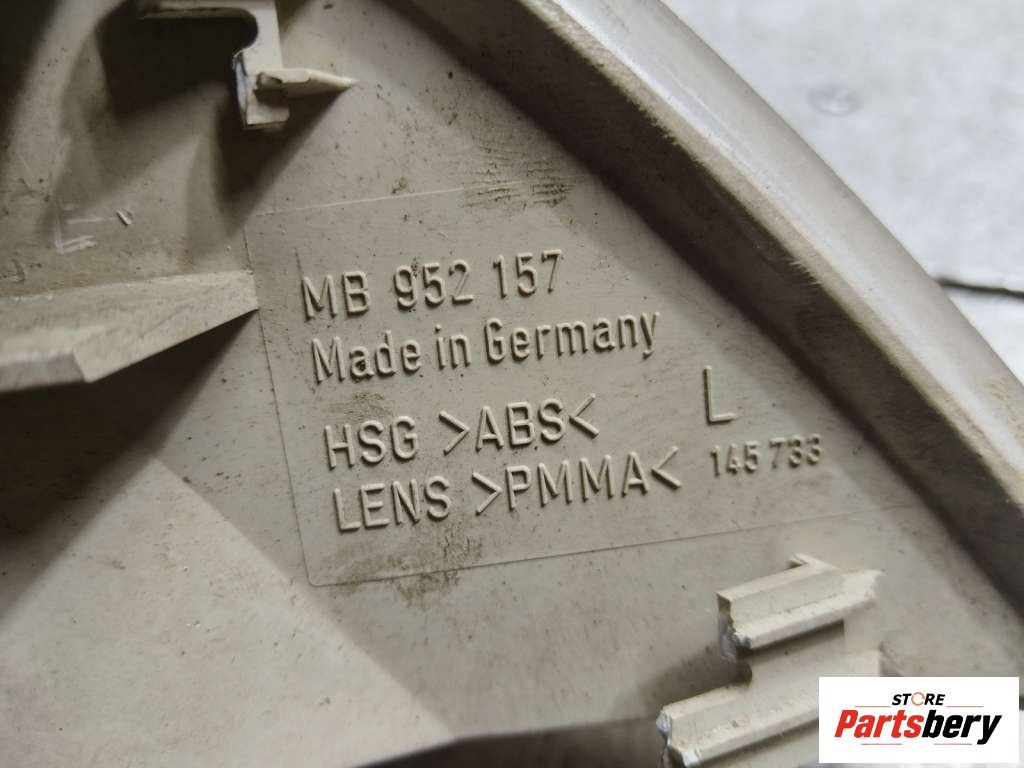 MB 952 157
Made in Germany
HSG >ABS<
L
LENS >PMMA<
145 733
STORE
Partsbery